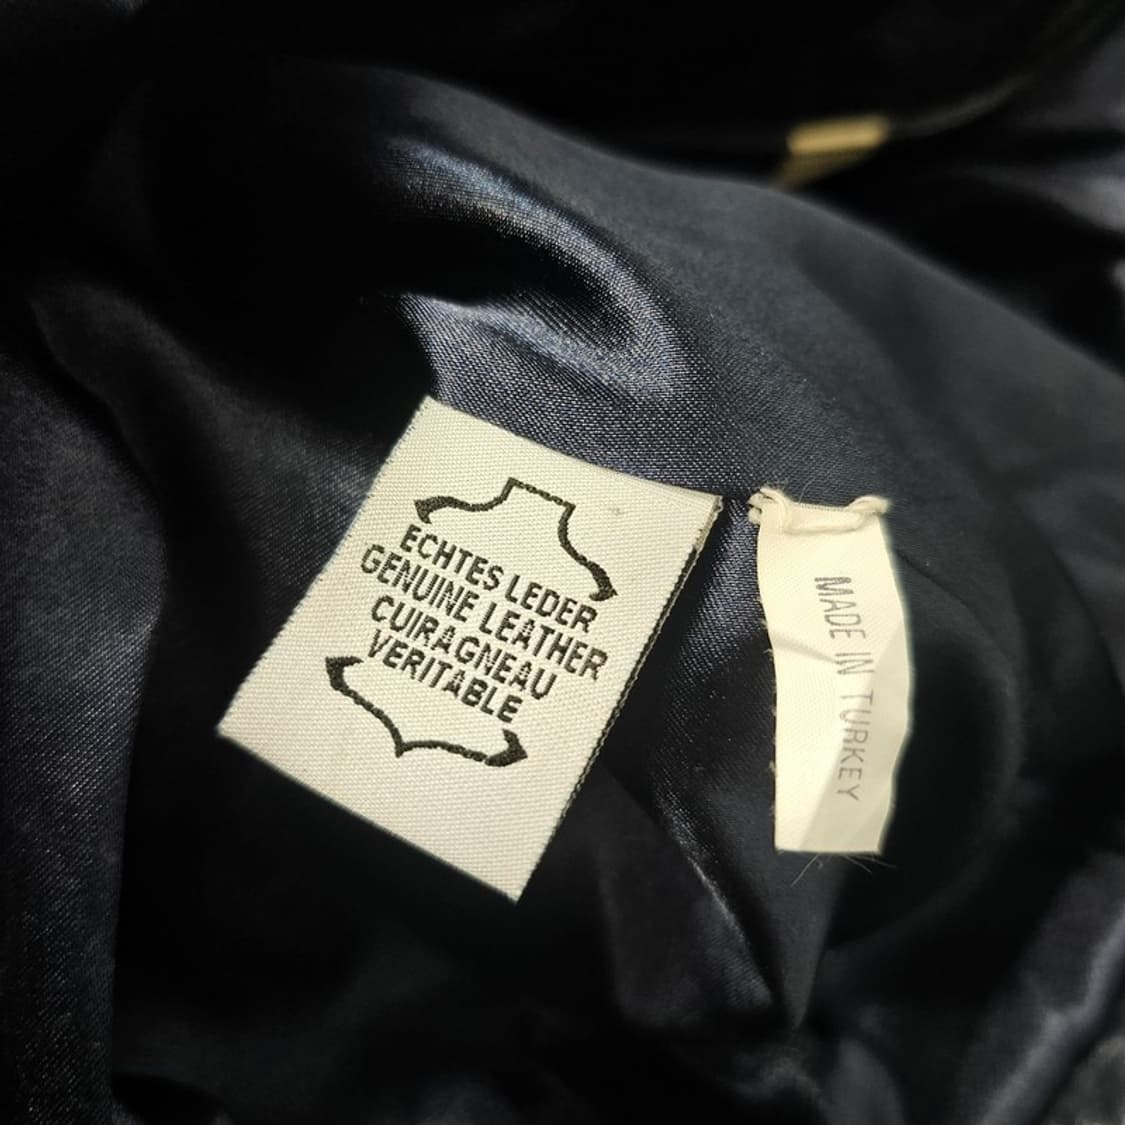 ECHTES LEDER
GENUINE LEATHER
CUIRAGNEAU
VERITABLE
MADE IN TURKEY